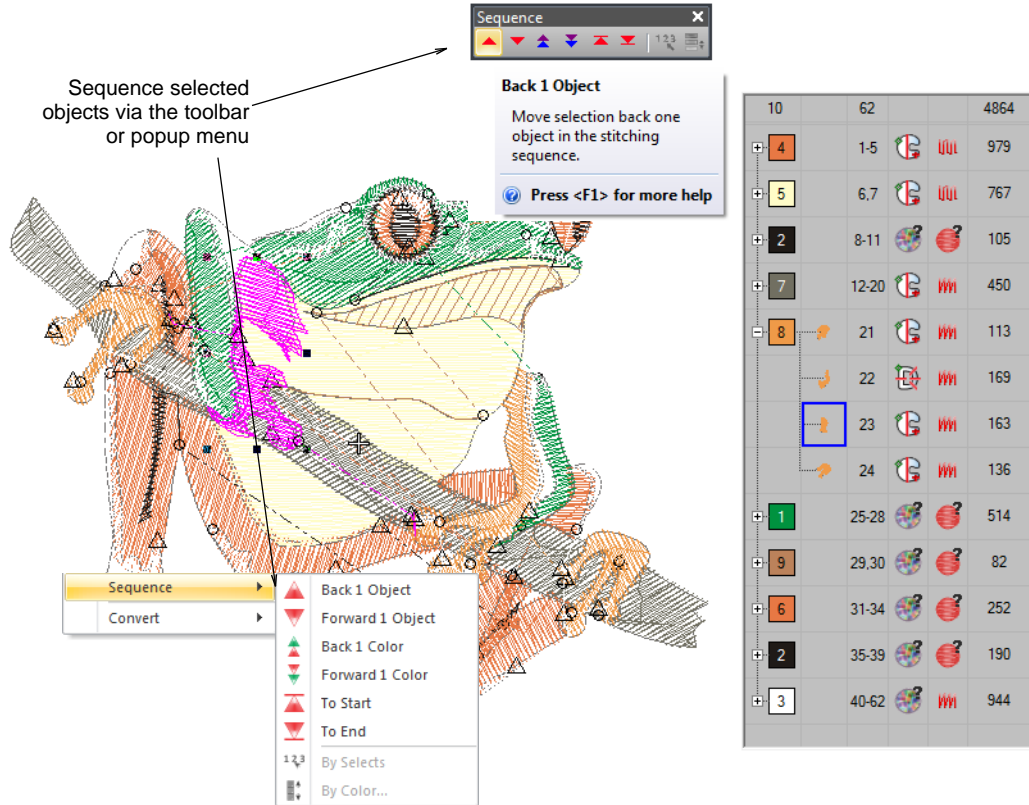 Sequence
123
Sequence selected
objects via the toolbar
or popup menu
Back 1 Object
Move selection back one
object in the stitching
sequence.
Press <F1> for more help
10 62 4864
4 1-5 979
5 6,7 767
2 8-11 105
7 12-20 450
8 21 113
22 169
23 163
24 136
1 25-28 514
9 29,30 82
6 31-34 252
2 35-39 190
3 40-62 944
Sequence
Convert
Back 1 Object
Forward 1 Object
Back 1 Color
Forward 1 Color
To Start
To End
123 By Selects
By Color...